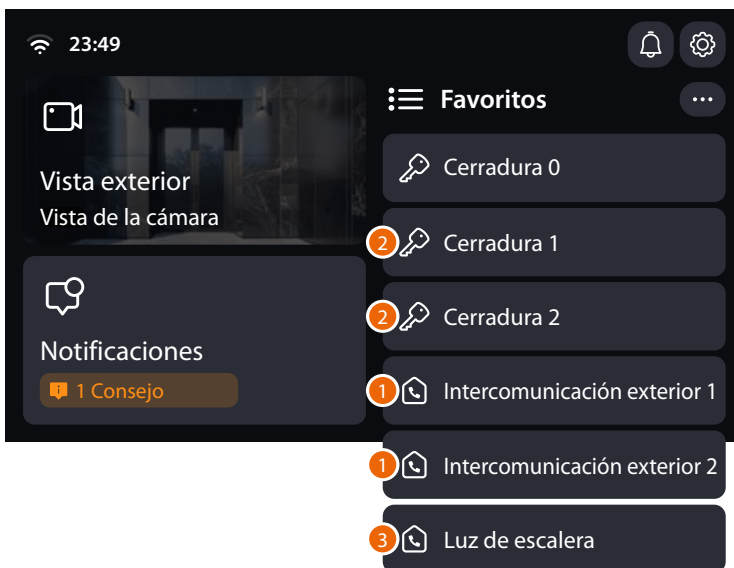 23:49
Vista exterior
Vista de la cámara
Notificaciones
1 Consejo
Favoritos
Cerradura 0
2 Cerradura 1
2 Cerradura 2
1 Intercomunicación exterior 1
1 Intercomunicación exterior 2
3 Luz de escalera